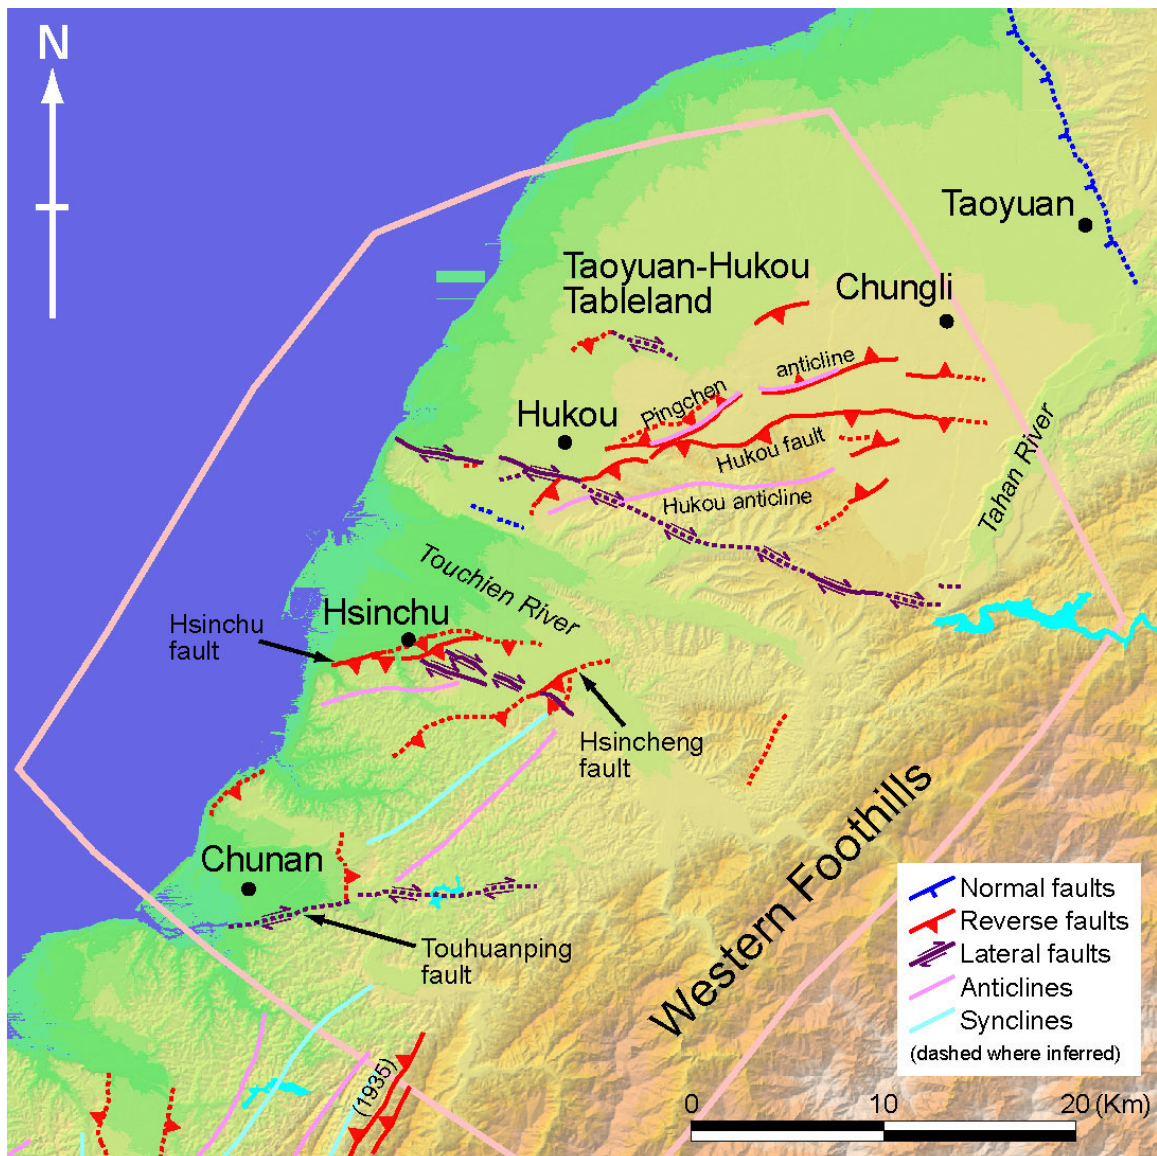 N
Taoyuan
Taoyuan-Hukou
Tableland
Chungli
anticline
Pingchen
Hukou
Hukou fault
Hukou anticline
Tahan River
Touchien River
Hsinchu
Hsinchu
fault
Hsincheng
fault
Chunan
Touhuanping
fault
Western Foothills
(1935)
Normal faults
Reverse faults
Lateral faults
Anticlines
Synclines
(dashed where inferred)
0 10 20 (Km)